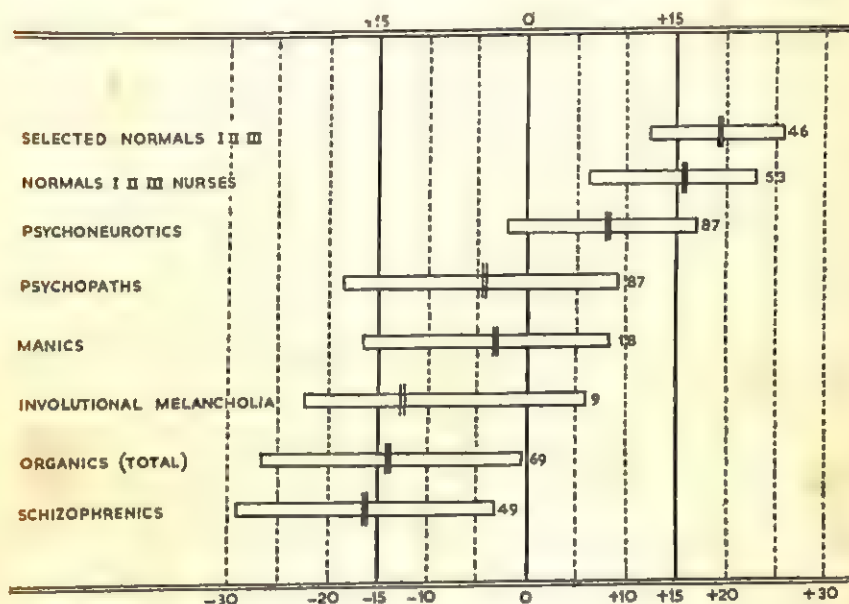 +15 0 +15
SELECTED NORMALS I II III 46
NORMALS I II III NURSES 53
PSYCHONEUROTICS 87
PSYCHOPATHS 87
MANICS 18
INVOLUTIONAL MELANCHOLIA 9
ORGANICS (TOTAL) 69
SCHIZOPHRENICS 49
-30 -20 -15 -10 0 +10 +15 +20 +30